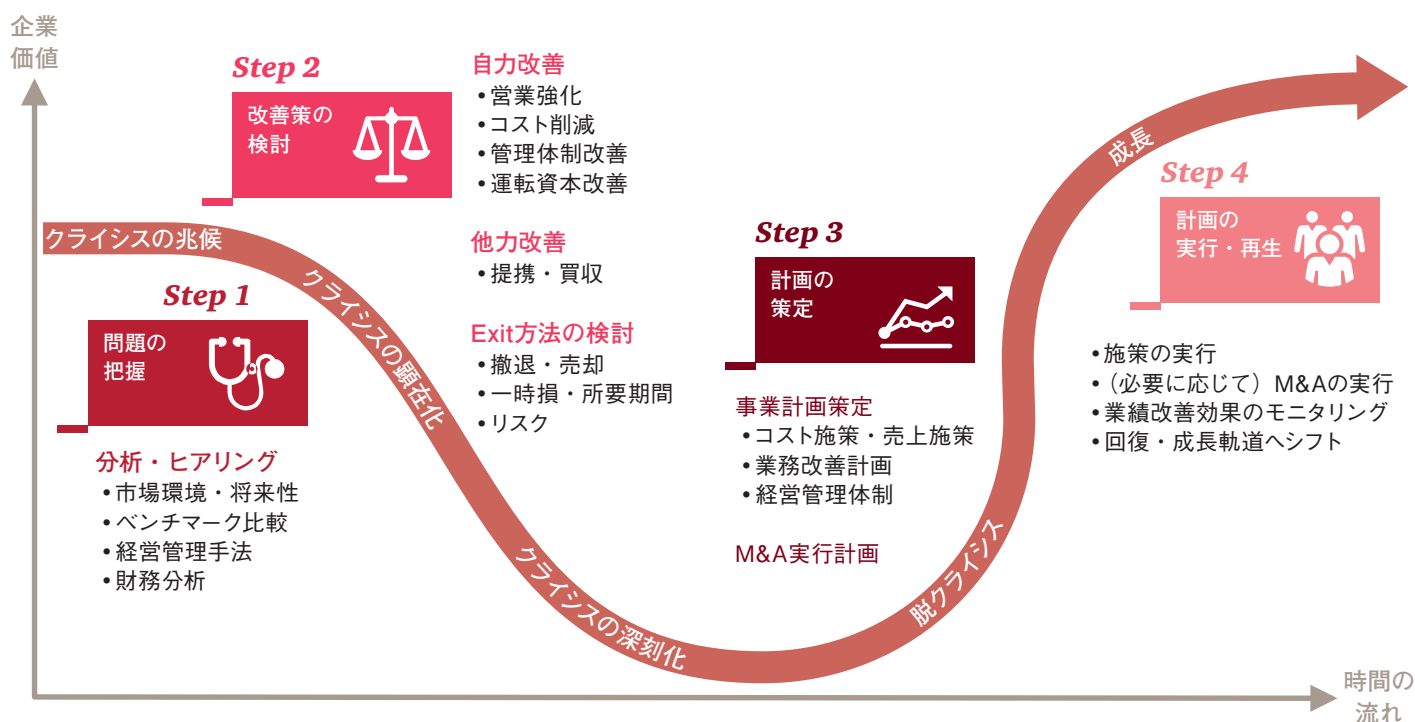 企業
価値
クライシスの兆候
クライシスの顕在化
クライシスの深刻化
脱クライシス
成長
Step 1
問題の
把握
分析・ヒアリング
•市場環境・将来性
•ベンチマーク比較
•経営管理手法
•財務分析
Step 2
改善策の
検討
自力改善
•営業強化
•コスト削減
•管理体制改善
•運転資本改善
他力改善
•提携・買収
Exit方法の検討
•撤退・売却
•一時損・所要期間
•リスク
Step 3
計画の
策定
事業計画策定
•コスト施策・売上施策
•業務改善計画
•経営管理体制
M&A実行計画
Step 4
計画の
実行・再生
•施策の実行
•（必要に応じて）M&Aの実行
•業績改善効果のモニタリング
•回復・成長軌道へシフト
時間の
流れ